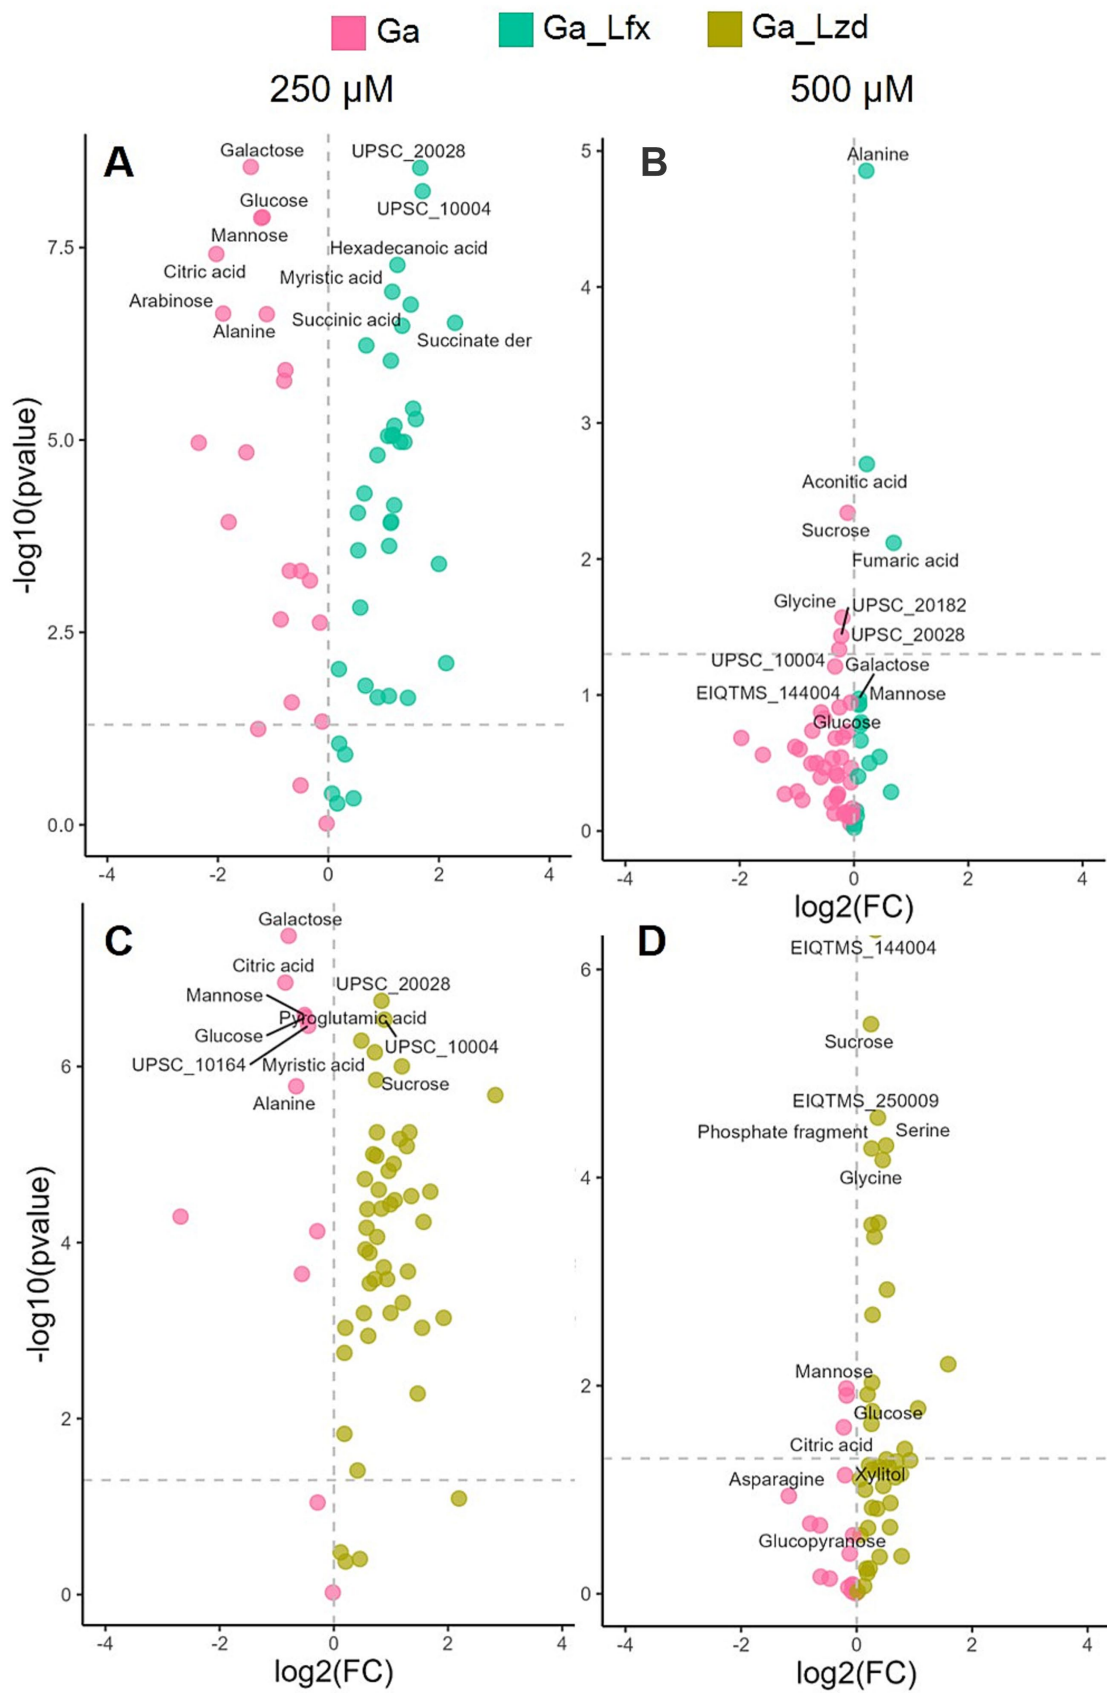 Ga Ga_Lfx Ga_Lzd
250 µM 500 µM
A
Galactose
UPSC_20028
Glucose
UPSC_10004
Mannose
Hexadecanoic acid
Citric acid
Myristic acid
Arabinose
Succinic acid
Alanine
Succinate der
-log10(pvalue)
7.5
5.0
2.5
0.0
-4 -2 0 2 4
B
Alanine
Aconitic acid
Sucrose
Fumaric acid
Glycine
UPSC_20182
UPSC_20028
UPSC_10004
Galactose
EIQTMS_144004
Mannose
Glucose
5
4
3
2
1
0
-4 -2 0 2 4
log2(FC)
C
Galactose
Citric acid
UPSC_20028
Mannose
Pyroglutamic acid
Glucose
UPSC_10004
UPSC_10164
Myristic acid
Sucrose
Alanine
-log10(pvalue)
6
4
2
0
-4 -2 0 2 4
log2(FC)
D
EIQTMS_144004
Sucrose
EIQTMS_250009
Phosphate fragment
Serine
Glycine
Mannose
Glucose
Citric acid
Xylitol
Asparagine
Glucopyranose
6
4
2
0
-4 -2 0 2 4
log2(FC)